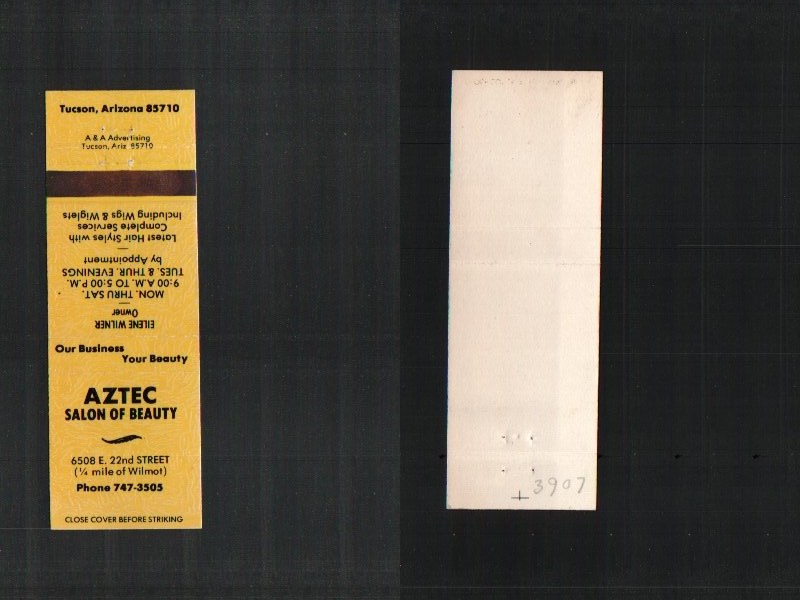 Tucson, Arizona 85710
A & A Advertising
Tucson, Ariz 85710
EILENE WILNER
Owner
MON. THRU SAT.
9:00 A.M. TO 5:00 P.M.
TUES. & THUR. EVENINGS
by Appointment
—
Latest Hair Styles with
Complete Services
Including Wigs & Wiglets
Our Business
Your Beauty
AZTEC
SALON OF BEAUTY
6508 E. 22nd STREET
(¼ mile of Wilmot)
Phone 747-3505
CLOSE COVER BEFORE STRIKING
3907